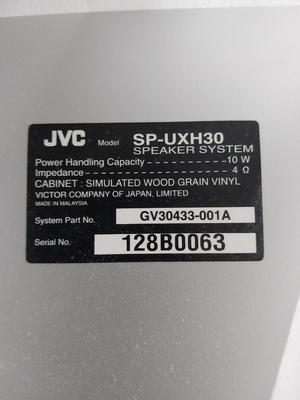 JVC Model SP-UXH30
SPEAKER SYSTEM
Power Handling Capacity ------------ 10 W
Impedance ------------------------ 4 Ω
CABINET : SIMULATED WOOD GRAIN VINYL
VICTOR COMPANY OF JAPAN, LIMITED
MADE IN MALAYSIA
System Part No. GV30433-001A
Serial No. 128B0063